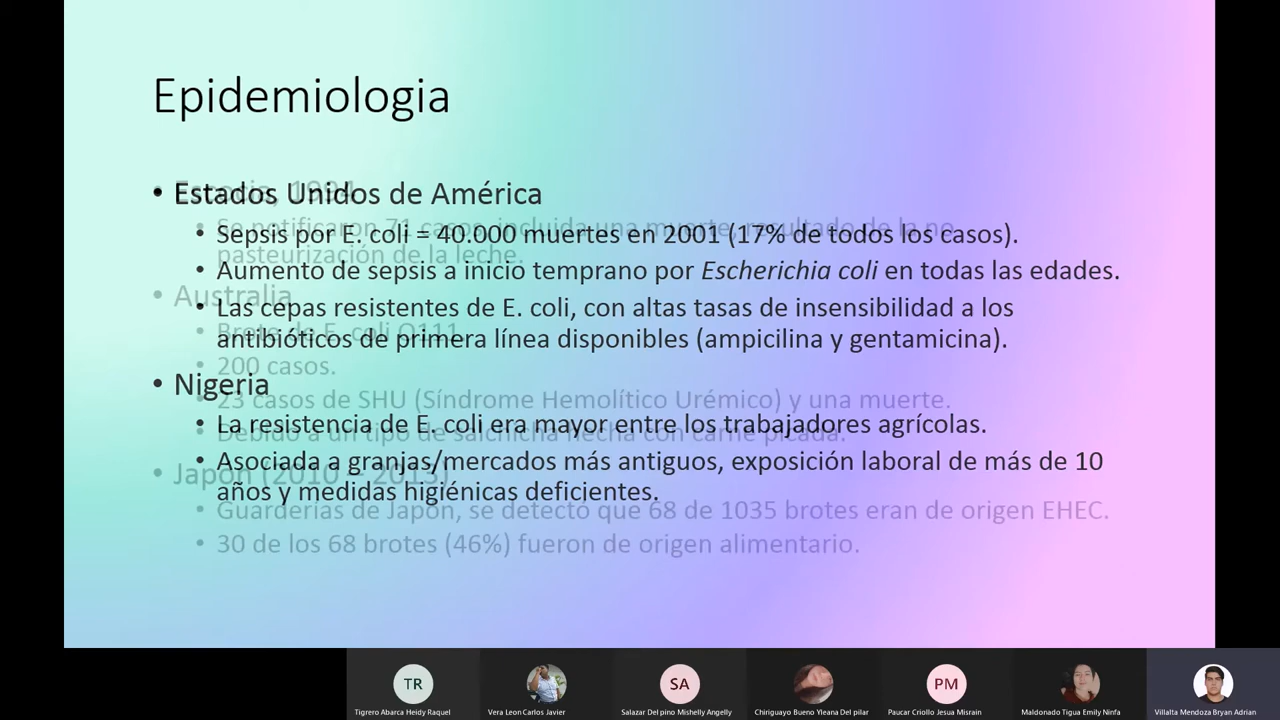 Epidemiologia
• Estados Unidos de América
• Sepsis por E. coli = 40.000 muertes en 2001 (17% de todos los casos).
• Aumento de sepsis a inicio temprano por Escherichia coli en todas las edades.
• Las cepas resistentes de E. coli, con altas tasas de insensibilidad a los
antibióticos de primera línea disponibles (ampicilina y gentamicina).
• Nigeria
• La resistencia de E. coli era mayor entre los trabajadores agrícolas.
• Asociada a granjas/mercados más antiguos, exposición laboral de más de 10
años y medidas higiénicas deficientes.
1994
• Se notificaron 71 casos, incluida una muerte, resultado de la no
pasteurización de la leche.
• Australia
• Brote de E. coli O111
• 200 casos.
• 23 casos de SHU (Síndrome Hemolítico Urémico) y una muerte.
• Debido a un tipo de salchicha hecha con carne picada.
• Japón (2010
• Guarderías de Japón, se detectó que 68 de 1035 brotes eran de origen EHEC.
• 30 de los 68 brotes (46%) fueron de origen alimentario.
TR
SA
PM
Tigrero Abarca Heidy Raquel
Vera Leon Carlos Javier
Salazar Del pino Mishelly Angelly
Chiriguayo Bueno Yleana Del pilar
Paucar Criollo Jesua Misrain
Maldonado Tigua Emily Ninfa
Villalta Mendoza Bryan Adrian